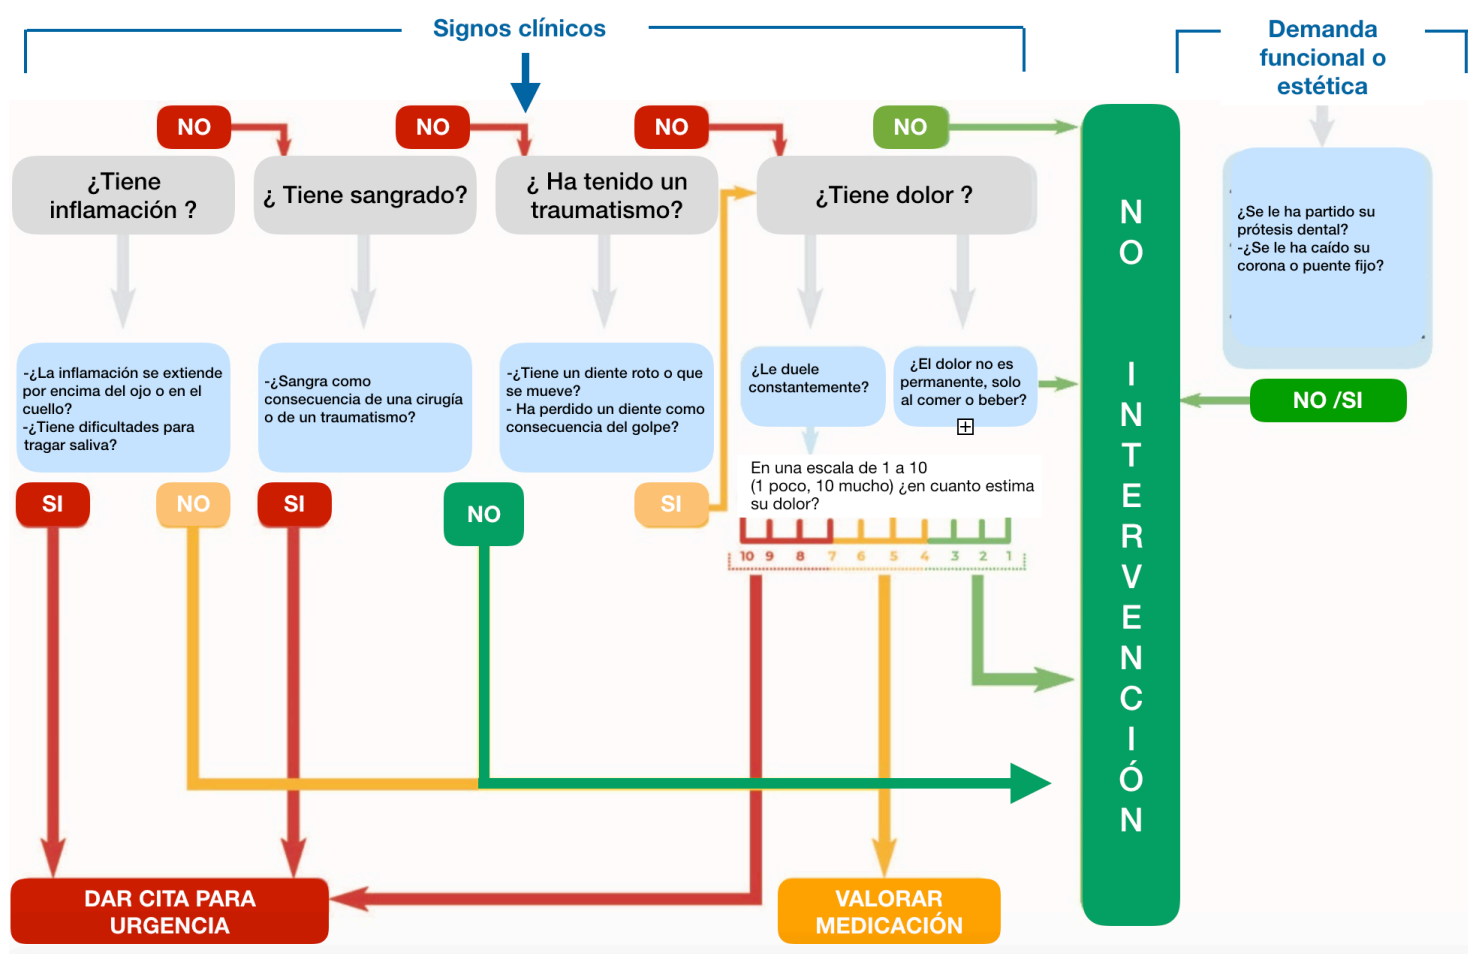 Signos clínicos
Demanda
funcional o
estética
NO
NO
NO
NO
¿Tiene
inflamación ?
¿ Tiene sangrado?
¿ Ha tenido un
traumatismo?
¿Tiene dolor ?
¿Se le ha partido su
prótesis dental?
-¿Se le ha caído su
corona o puente fijo?
-¿La inflamación se extiende
por encima del ojo o en el
cuello?
-¿Tiene dificultades para
tragar saliva?
-¿Sangra como
consecuencia de una cirugía
o de un traumatismo?
-¿Tiene un diente roto o que
se mueve?
- Ha perdido un diente como
consecuencia del golpe?
¿Le duele
constantemente?
¿El dolor no es
permanente, solo
al comer o beber?
NO /SI
En una escala de 1 a 10
(1 poco, 10 mucho) ¿en cuanto estima
su dolor?
SI
NO
SI
NO
SI
10 9 8 7 6 5 4 3 2 1
NO INTERVENCIÓN
DAR CITA PARA
URGENCIA
VALORAR
MEDICACIÓN